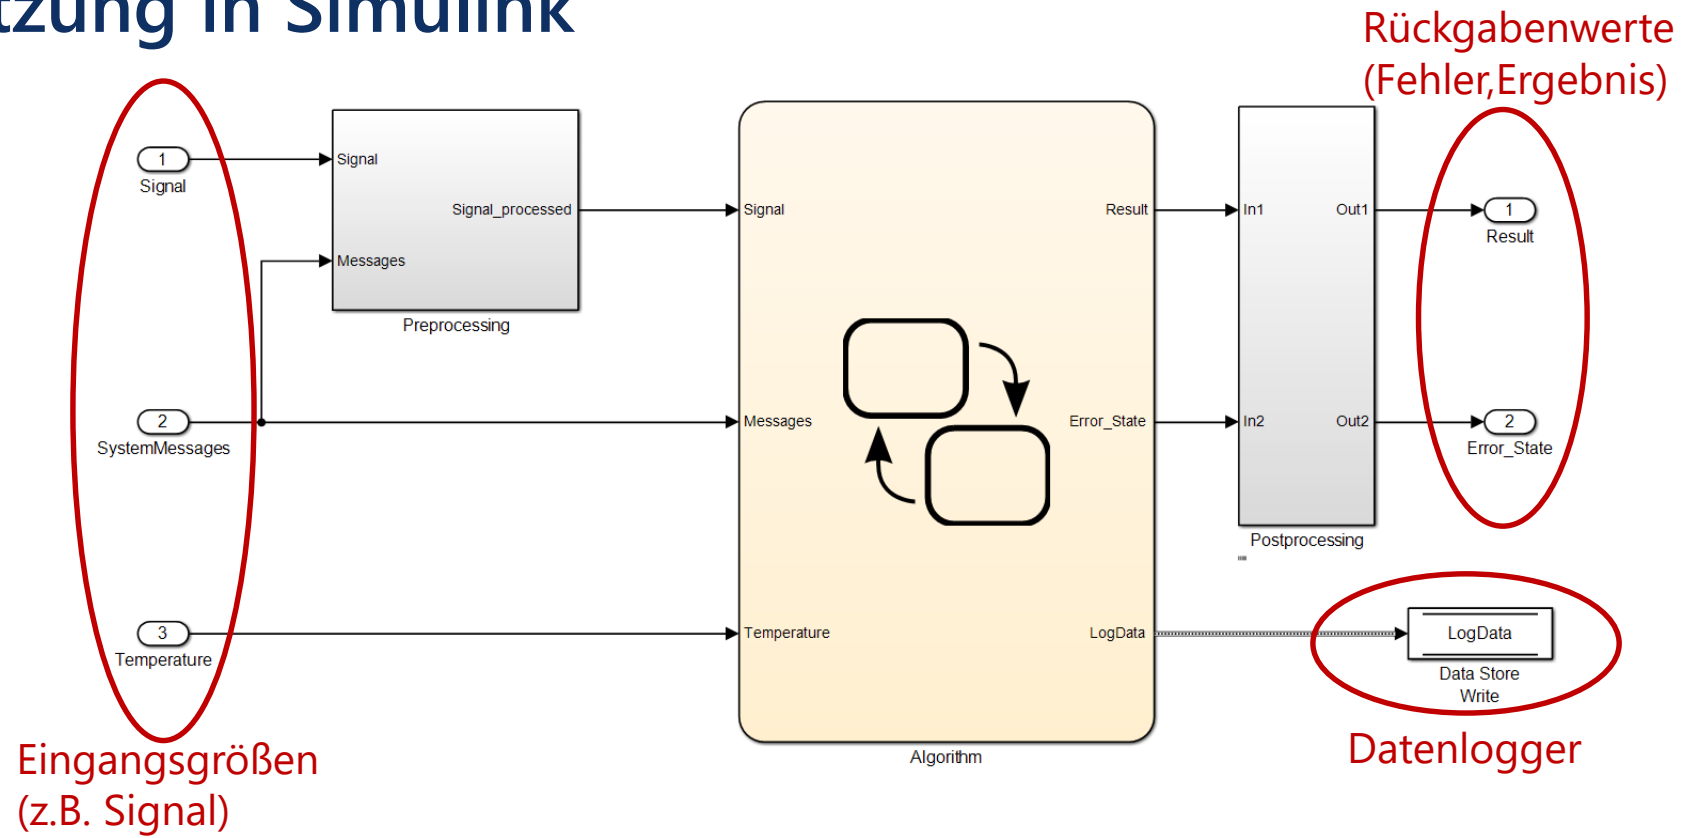 in Simulink
Rückgabenwerte
(Fehler,Ergebnis)
1
Signal
Signal
Signal_processed
Messages
Preprocessing
2
SystemMessages
3
Temperature
Signal
Messages
Temperature
Result
Error_State
LogData
Algorithm
In1
Out1
In2
Out2
Postprocessing
1
Result
2
Error_State
LogData
Data Store
Write
Datenlogger
Eingangsgrößen
(z.B. Signal)